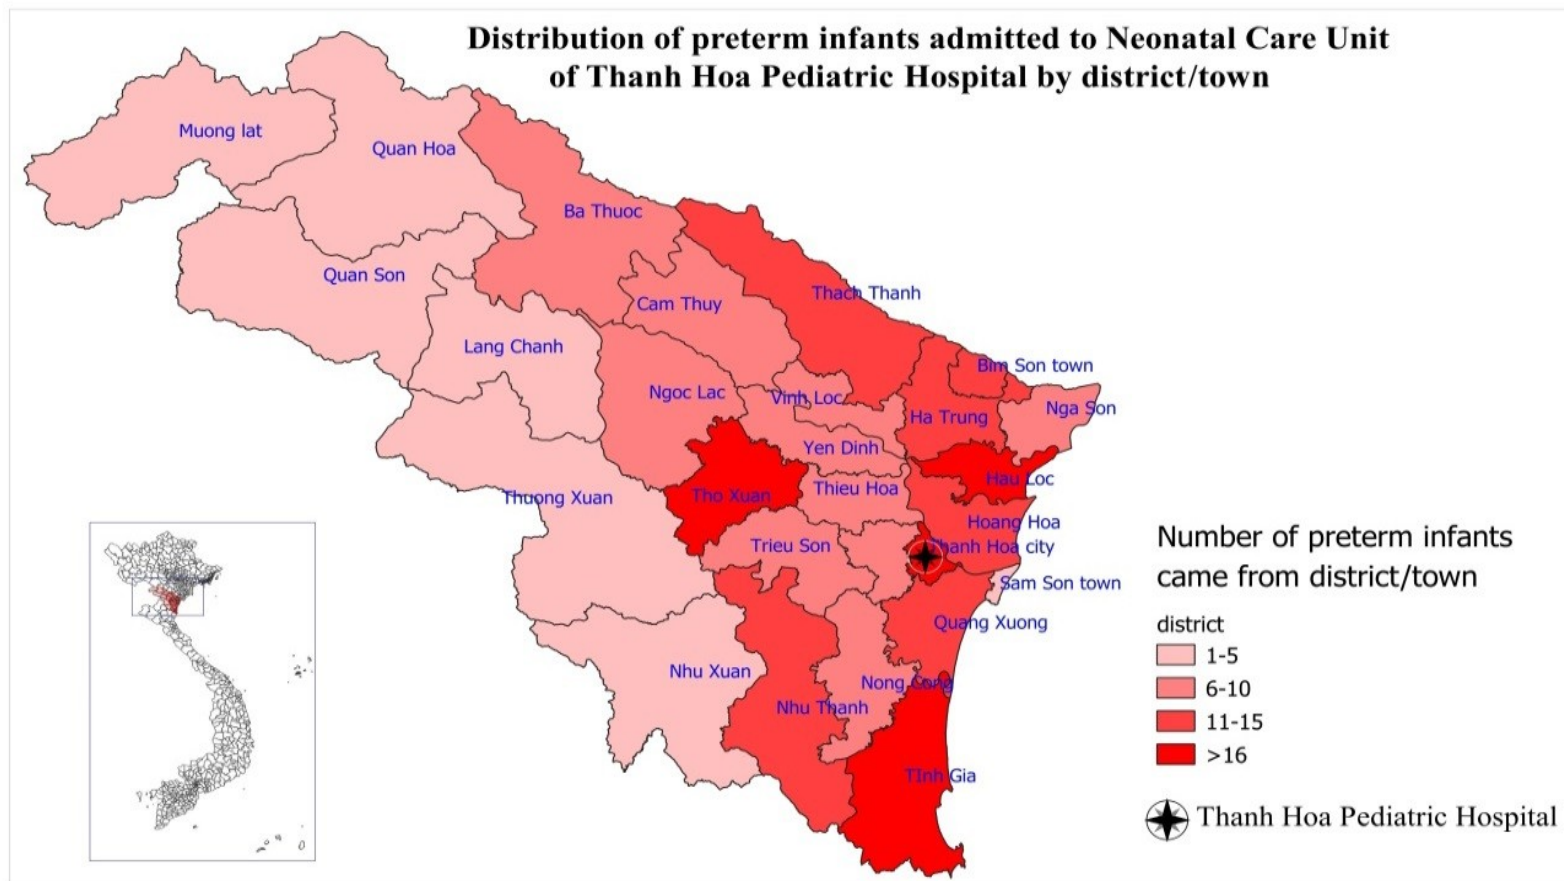 Distribution of preterm infants admitted to Neonatal Care Unit
of Thanh Hoa Pediatric Hospital by district/town
Muong lat
Quan Hoa
Ba Thuoc
Quan Son
Cam Thuy
Thach Thanh
Lang Chanh
Bim Son town
Ngoc Lac
Vinh Loc
Nga Son
Ha Trung
Yen Dinh
Hau Loc
Thieu Hoa
Tho Xuan
Thuong Xuan
Hoang Hoa
Trieu Son
Thanh Hoa city
Sam Son town
Quang Xuong
Nhu Xuan
Nong Cong
Nhu Thanh
TInh Gia
Number of preterm infants
came from district/town
district
1-5
6-10
11-15
>16
Thanh Hoa Pediatric Hospital